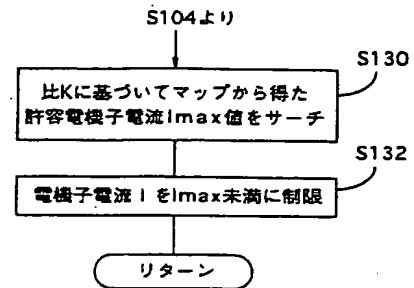 S104より
S130
比Kに基づいてマップから得た
許容電機子電流Imax値をサーチ
S132
電機子電流IをImax未満に制限
リターン